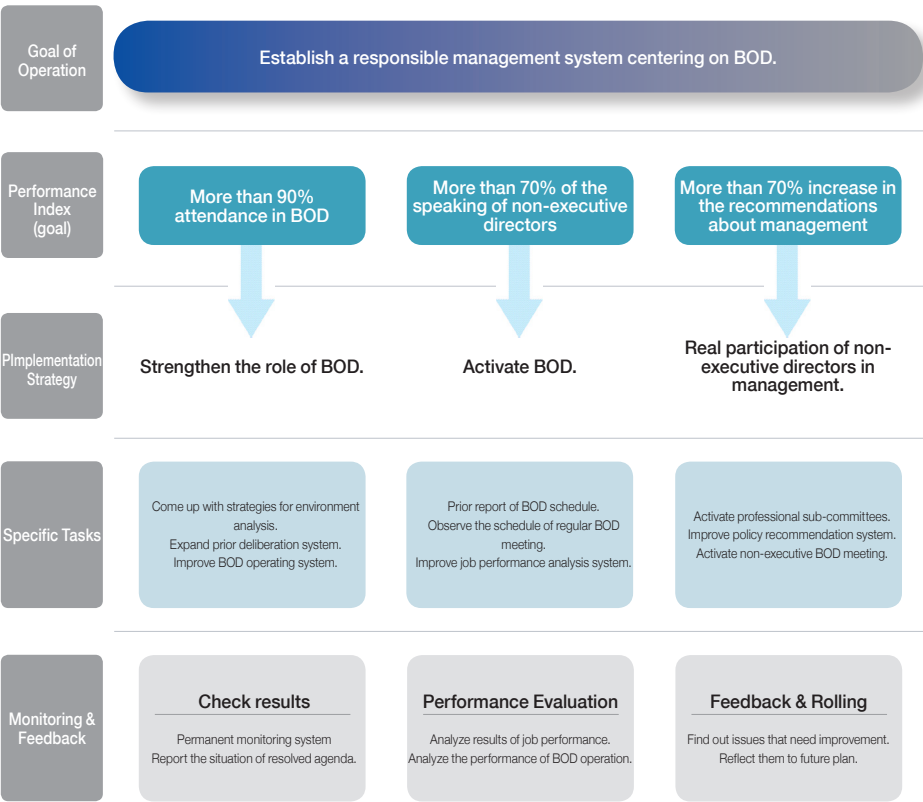 Goal of
Operation
Establish a responsible management system centering on BOD.
Performance
Index
(goal)
More than 90%
attendance in BOD
More than 70% of the
speaking of non-executive
directors
More than 70% increase in
the recommendations
about management
PImplementation
Strategy
Strengthen the role of BOD.
Activate BOD.
Real participation of non-
executive directors in
management.
Specific Tasks
Come up with strategies for environment
analysis.
Expand prior deliberation system.
Improve BOD operating system.
Prior report of BOD schedule.
Observe the schedule of regular BOD
meeting.
Improve job performance analysis system.
Activate professional sub-committees.
Improve policy recommendation system.
Activate non-executive BOD meeting.
Monitoring &
Feedback
Check results
Permanent monitoring system
Report the situation of resolved agenda.
Performance Evaluation
Analyze results of job performance.
Analyze the performance of BOD operation.
Feedback & Rolling
Find out issues that need improvement.
Reflect them to future plan.